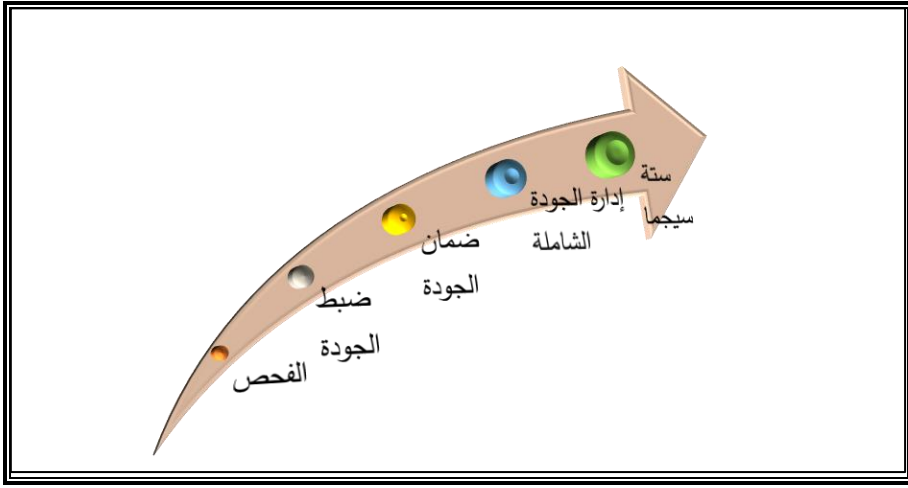 الفحص
ضبط
الجودة
ضمان
الجودة
إدارة الجودة
الشاملة
ستة
سيجما